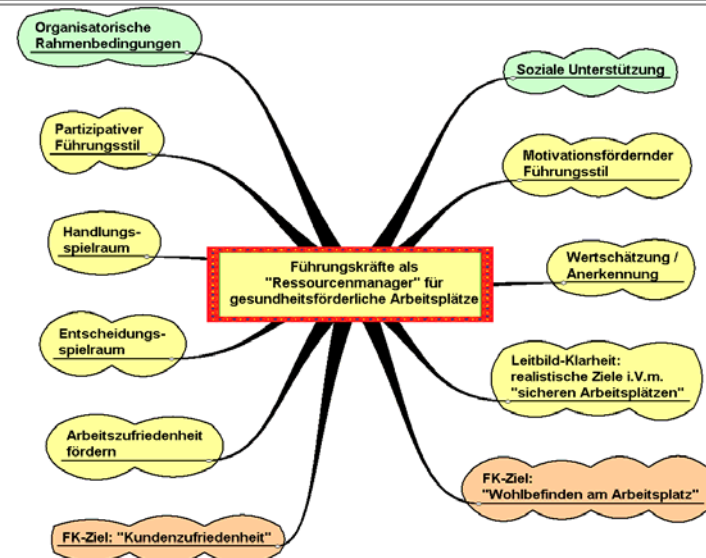 Organisatorische
Rahmenbedingungen
Partizipativer
Führungsstil
Handlungs-
spielraum
Entscheidungs-
spielraum
Arbeitszufriedenheit
fördern
FK-Ziel: "Kundenzufriedenheit"
Führungskräfte als
"Ressourcenmanager" für
gesundheitsförderliche Arbeitsplätze
Soziale Unterstützung
Motivationsfördernder
Führungsstil
Wertschätzung /
Anerkennung
Leitbild-Klarheit:
realistische Ziele i.V.m.
"sicheren Arbeitsplätzen"
FK-Ziel:
"Wohlbefinden am Arbeitsplatz"